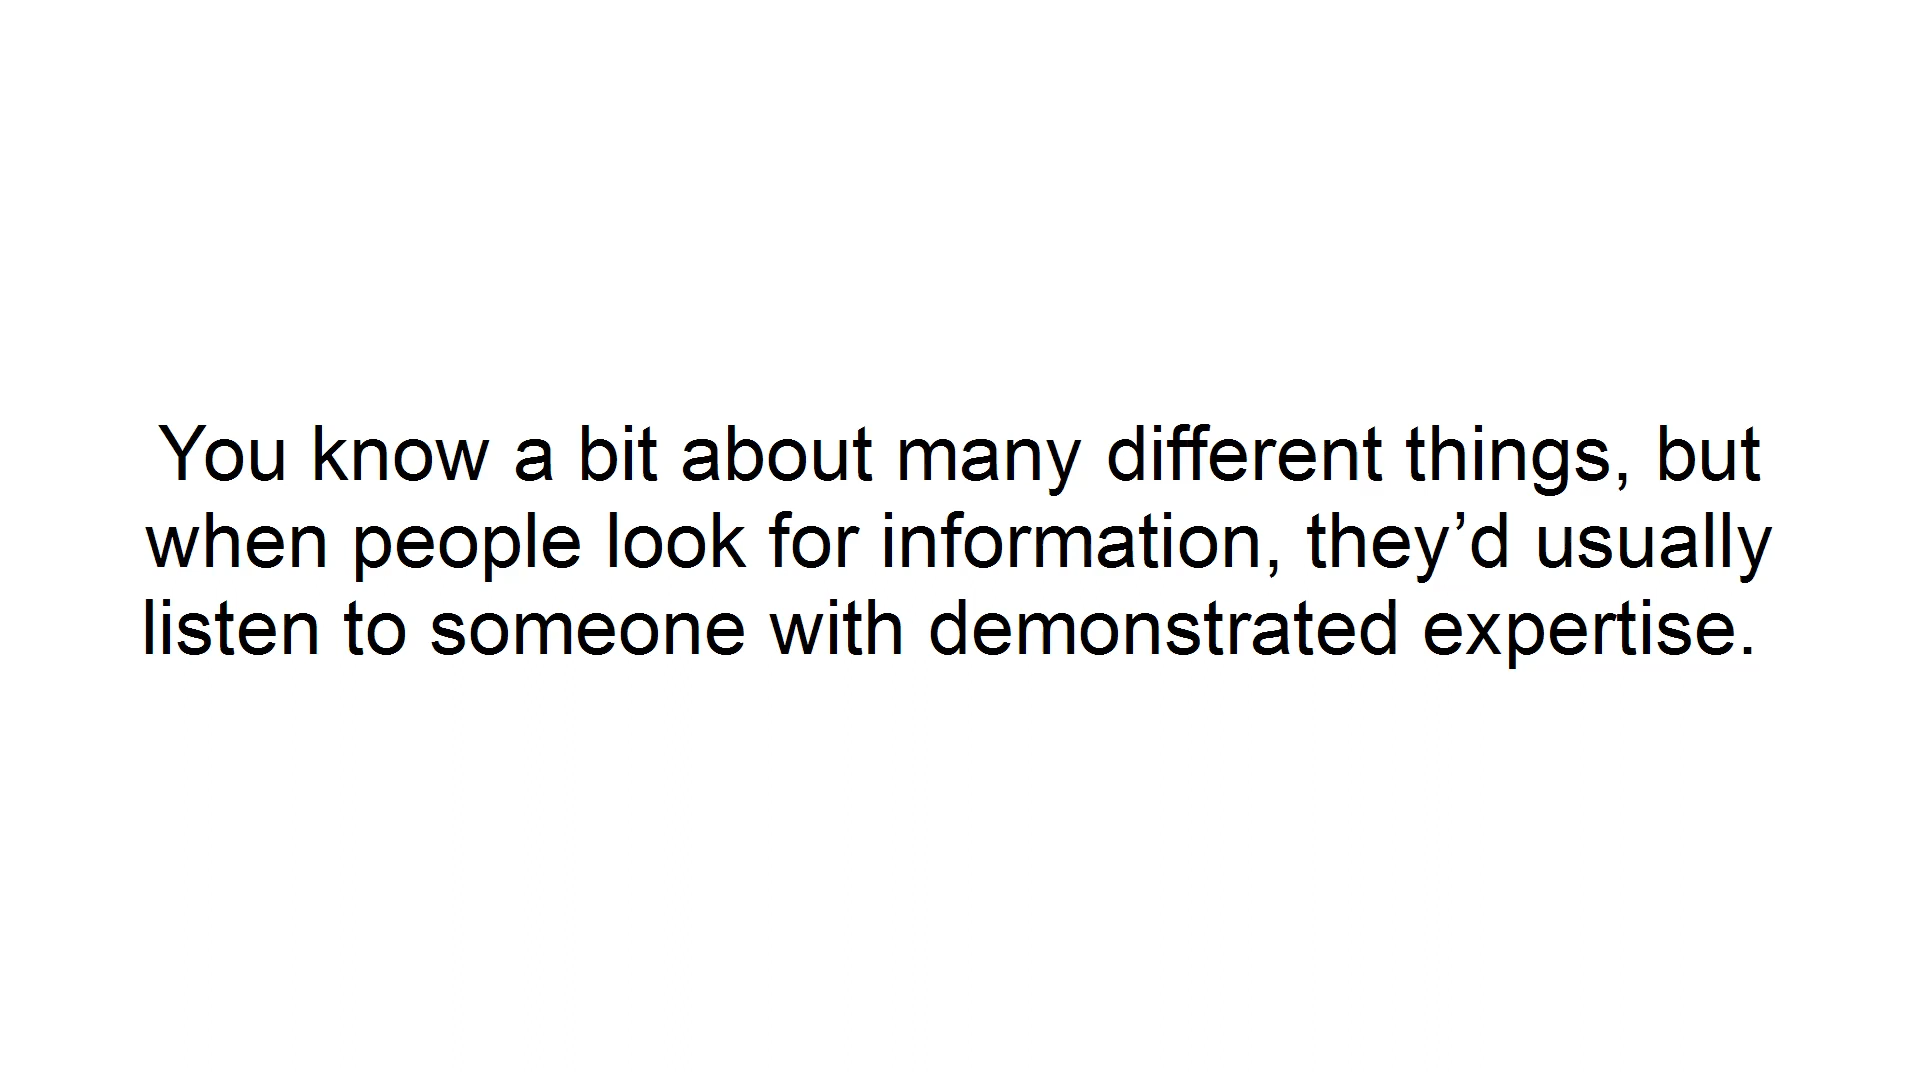 You know a bit about many different things, but
when people look for information, they’d usually
listen to someone with demonstrated expertise.